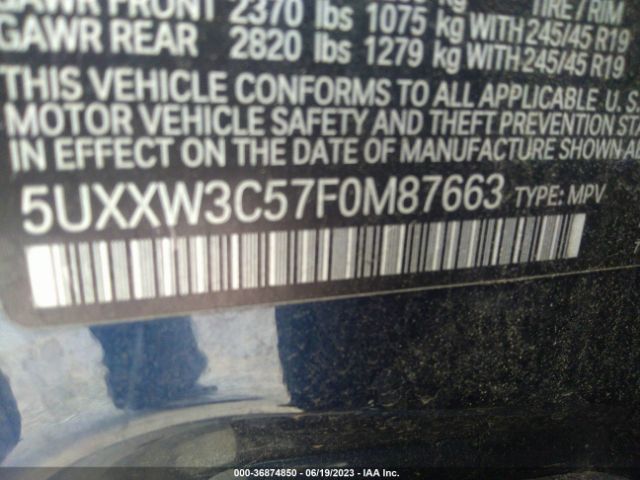 GAWR FRONT 2370 lbs 1075 kg WITH 245/45 R19
GAWR REAR 2820 lbs 1279 kg WITH 245/45 R19
TIRE / RIM
THIS VEHICLE CONFORMS TO ALL APPLICABLE U.S.
MOTOR VEHICLE SAFETY AND THEFT PREVENTION
IN EFFECT ON THE DATE OF MANUFACTURE SHOWN
5UXXW3C57F0M87663 TYPE: MPV
000-36874850 - 06/19/2023 - IAA Inc.